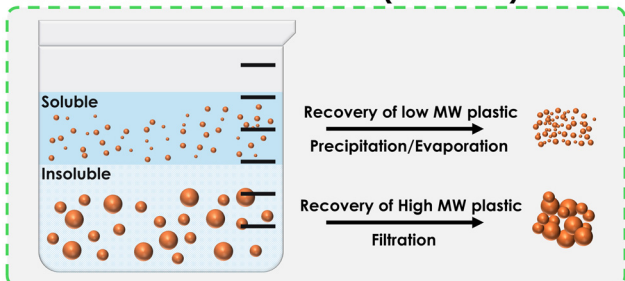 Soluble
Recovery of low MW plastic
Precipitation/Evaporation
Insoluble
Recovery of High MW plastic
Filtration